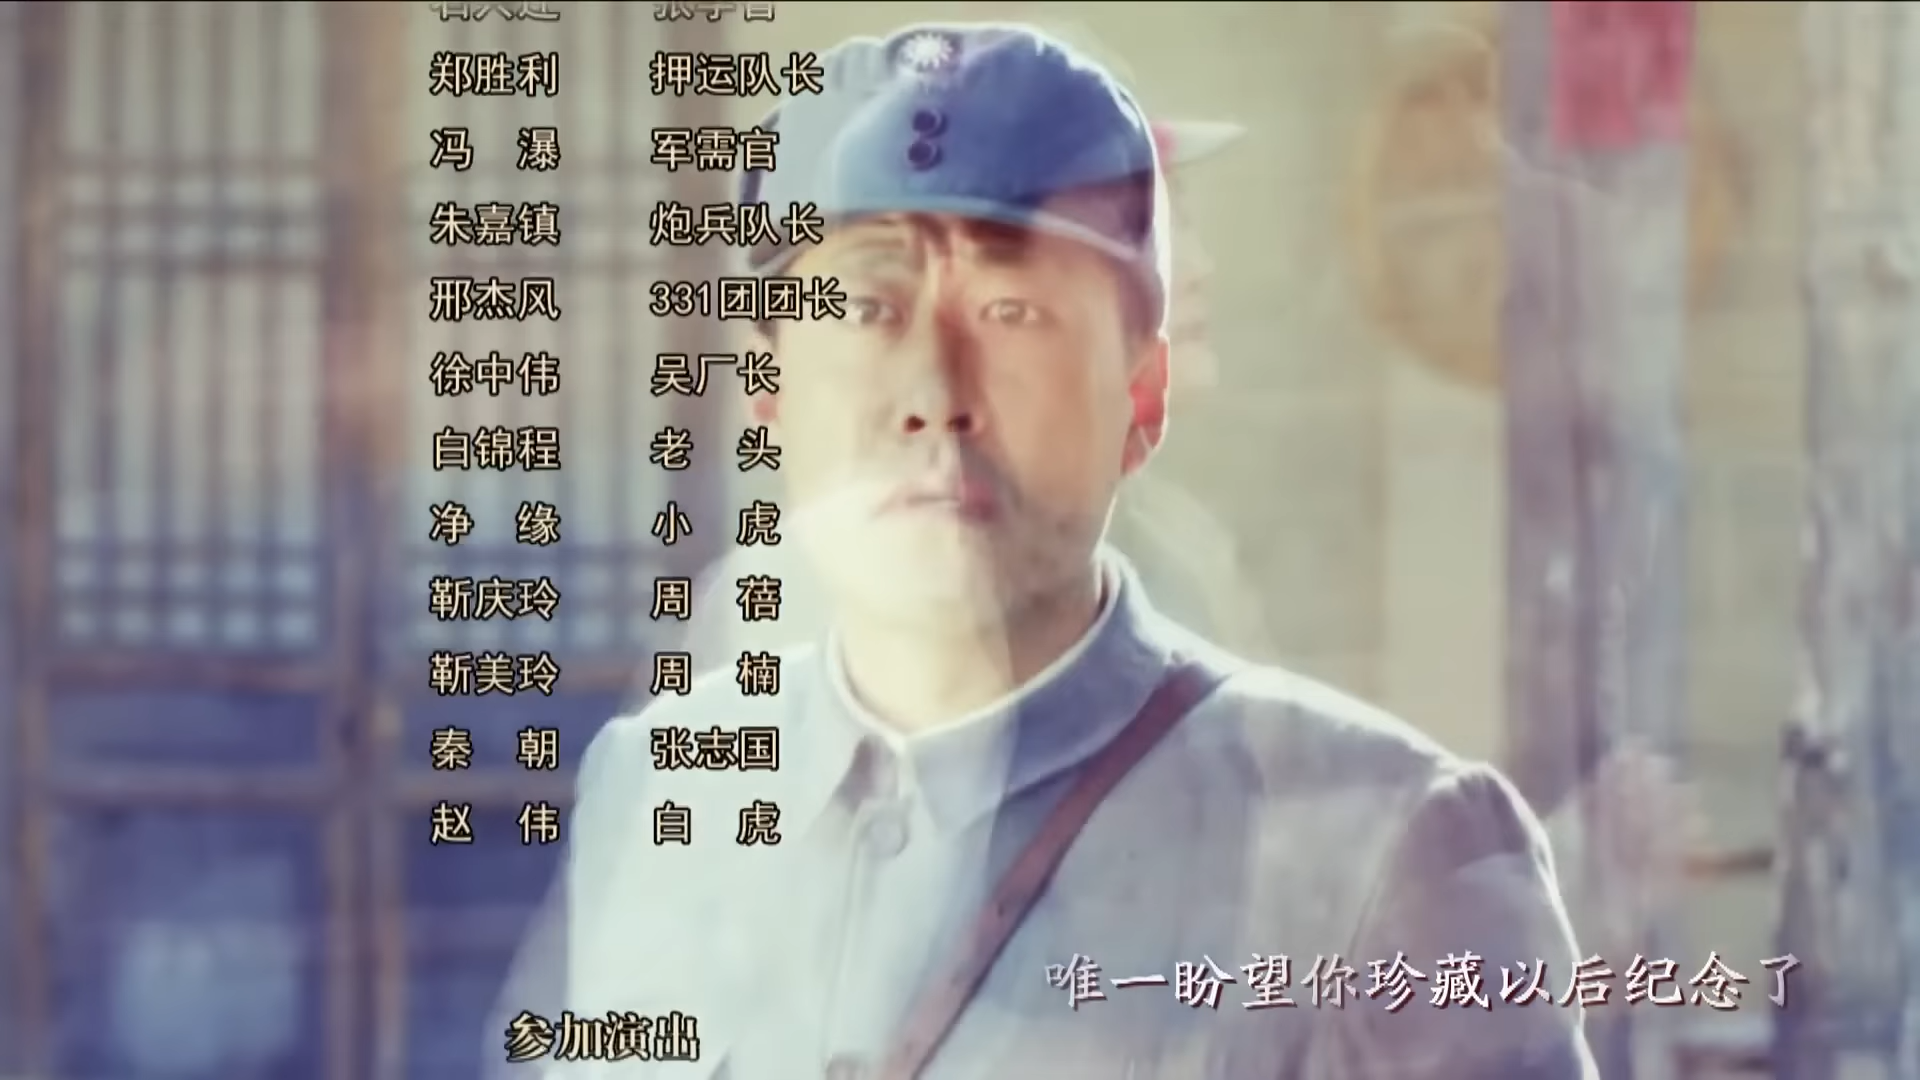 郑胜利 押运队长
冯 瀑 军需官
朱嘉镇 炮兵队长
邢杰风 331团团长
徐中伟 吴厂长
白锦程 老 头
净 缘 小 虎
靳庆玲 周 蓓
靳美玲 周 楠
秦 朝 张志国
赵 伟 白 虎
唯一盼望你珍藏以后纪念了
参加演出